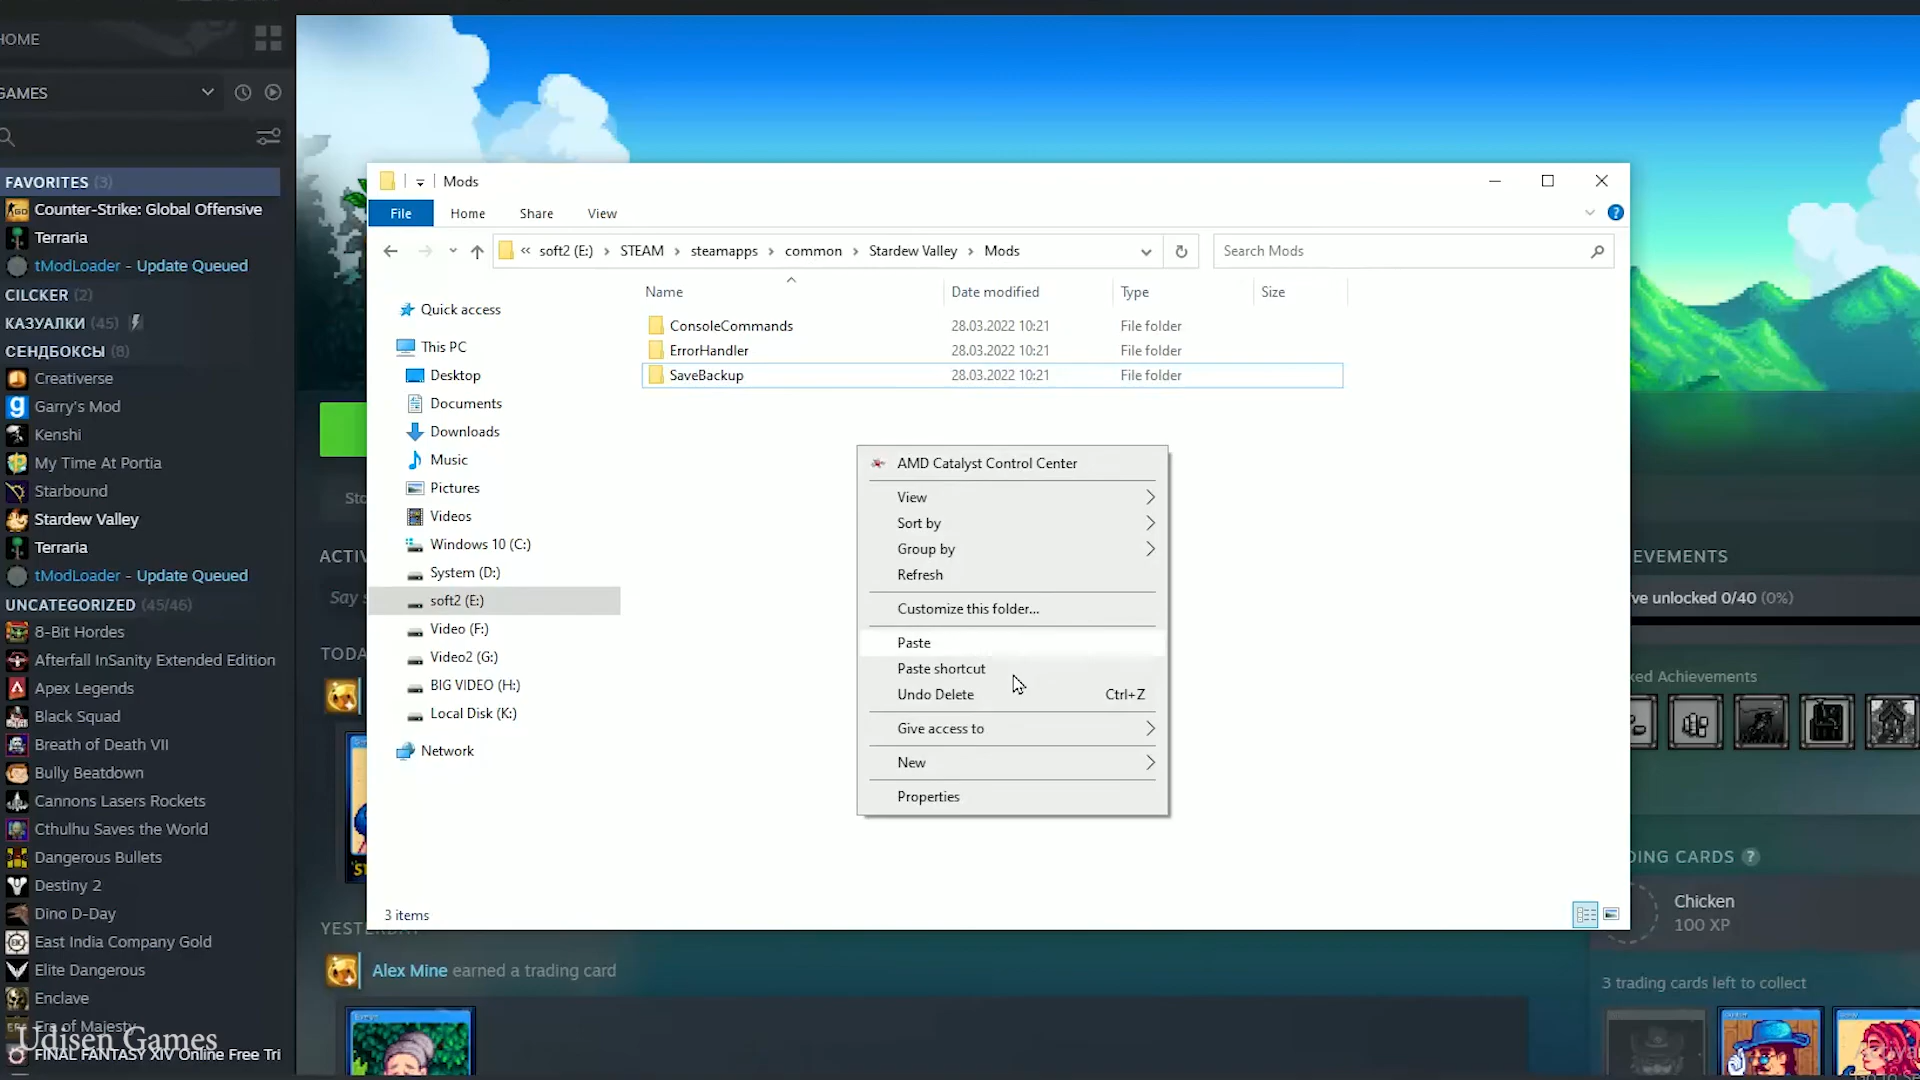 HOME
GAMES
FAVORITES (3)
Counter-Strike: Global Offensive
Terraria
tModLoader - Update Queued
CILCKER (2)
КАЗУАЛКИ (45)
СЕНДБОКСЫ (8)
Creativerse
Garry's Mod
Kenshi
My Time At Portia
Starbound
Stardew Valley
Terraria
tModLoader - Update Queued
UNCATEGORIZED (45/46)
8-Bit Hordes
Afterfall InSanity Extended Edition
Apex Legends
Black Squad
Breath of Death VII
Bully Beatdown
Cannons Lasers Rockets
Cthulhu Saves the World
Dangerous Bullets
Destiny 2
Dino D-Day
East India Company Gold
Elite Dangerous
Enclave
Era of Majesty
Udisen Games
FINAL FANTASY XIV Online Free Tri
Mods
File Home Share View
« soft2 (E:) › STEAM › steamapps › common › Stardew Valley › Mods
Search Mods
Name Date modified Type Size
ConsoleCommands 28.03.2022 10:21 File folder
ErrorHandler 28.03.2022 10:21 File folder
SaveBackup 28.03.2022 10:21 File folder
Quick access
This PC
Desktop
Documents
Downloads
Music
Pictures
Videos
Windows 10 (C:)
System (D:)
soft2 (E:)
Video (F:)
Video2 (G:)
BIG VIDEO (H:)
Local Disk (K:)
Network
AMD Catalyst Control Center
View
Sort by
Group by
Refresh
Customize this folder...
Paste
Paste shortcut
Undo Delete Ctrl+Z
Give access to
New
Properties
3 items
Sto
ACTIV
Say s
TODA
YESTERDAY
Alex Mine earned a trading card
EVEMENTS
've unlocked 0/40 (0%)
ked Achievements
DING CARDS ?
Chicken
100 XP
3 trading cards left to collect